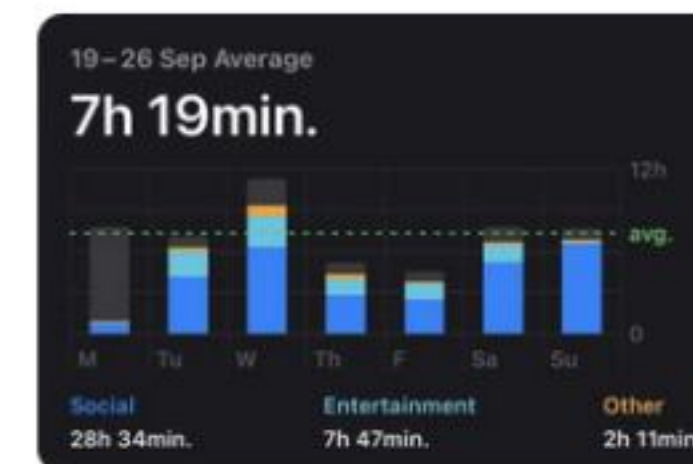 19–26 Sep Average
7h 19min.
12h
avg.
0
M Tu W Th F Sa Su
Social Entertainment Other
28h 34min. 7h 47min. 2h 11min